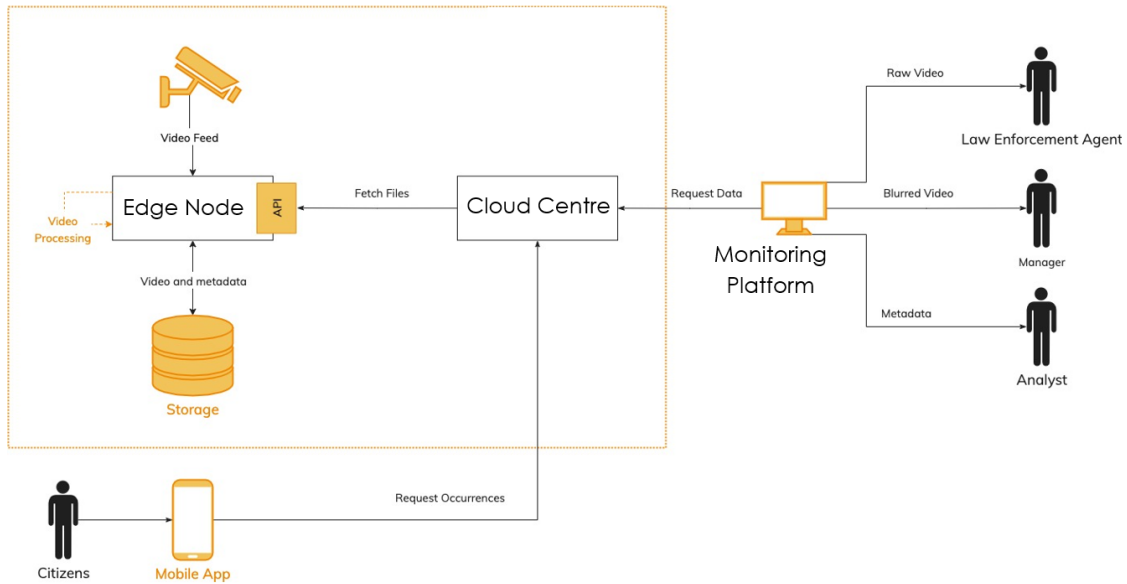 Raw Video
Law Enforcement Agent
Video Feed
Edge Node
API
Fetch Files
Cloud Centre
Request Data
Blurred Video
Manager
Video
Processing
Monitoring
Platform
Video and metadata
Metadata
Analyst
Storage
Request Occurrences
Citizens
Mobile App